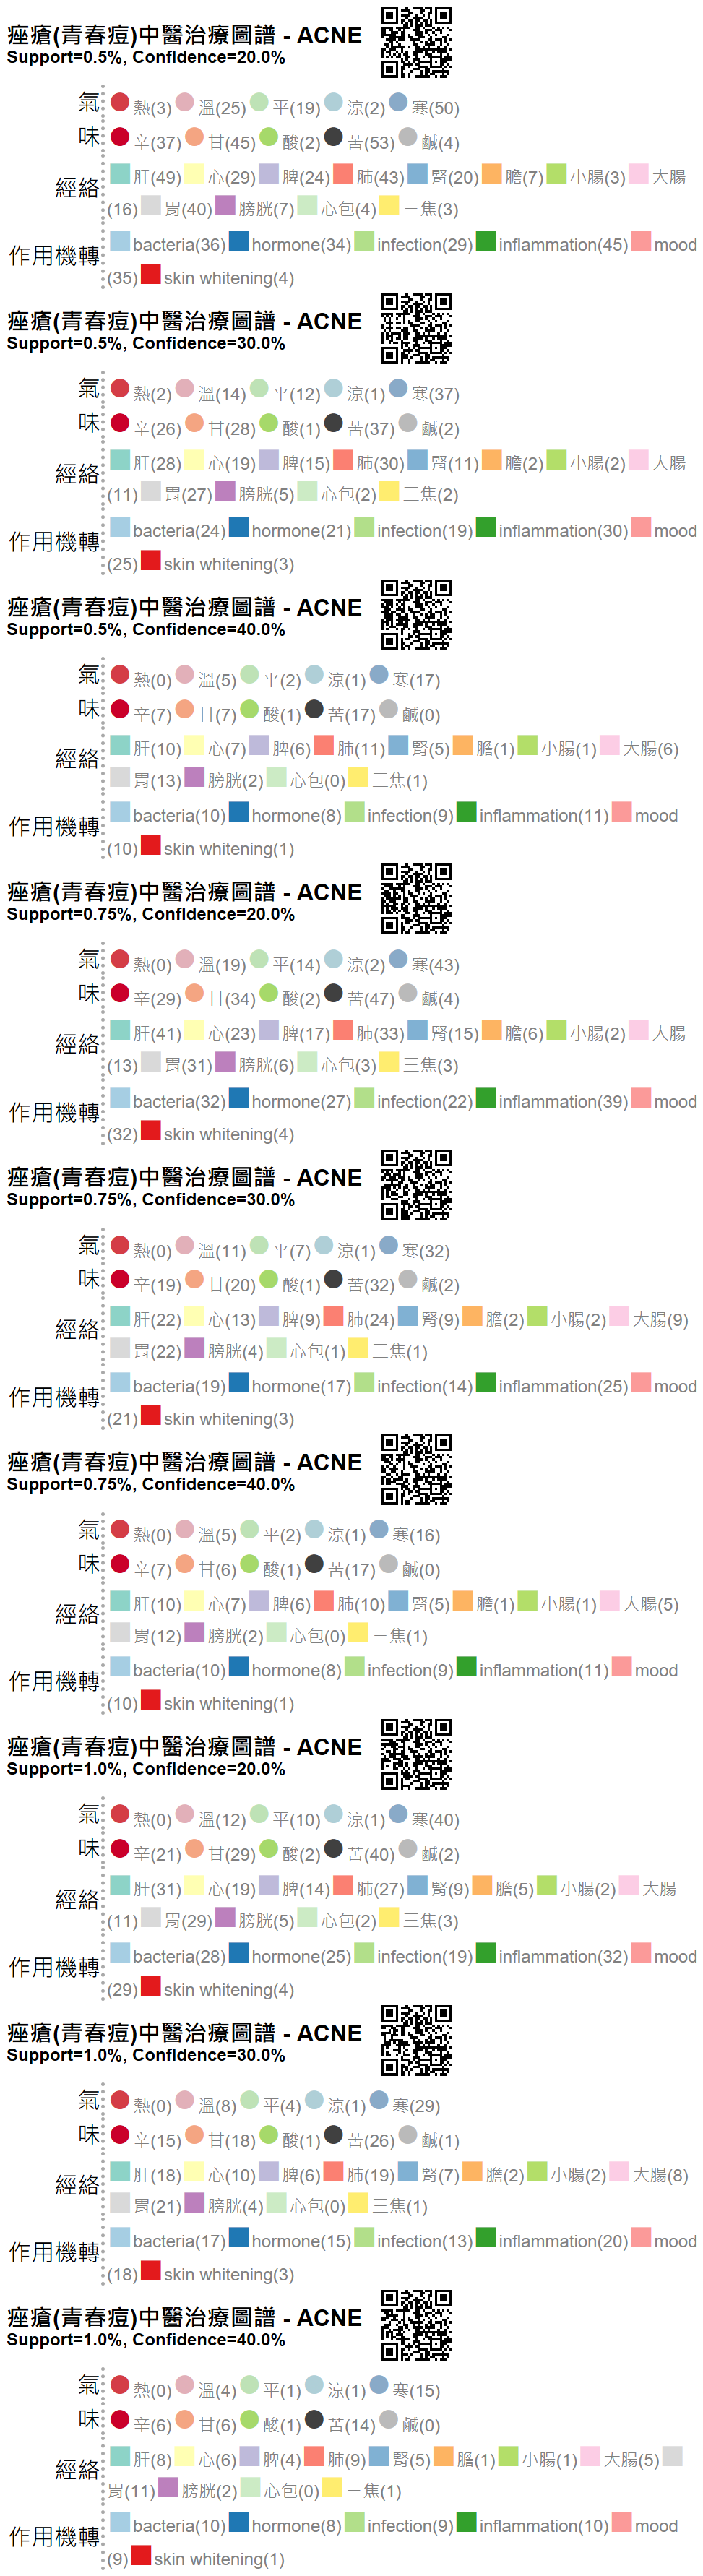 痤瘡(青春痘)中醫治療圖譜 - ACNE
Support=0.5%, Confidence=20.0%
氣 熱(3) 溫(25) 平(19) 涼(2) 寒(50)
味 辛(37) 甘(45) 酸(2) 苦(53) 鹹(4)
經絡 肝(49) 心(29) 脾(24) 肺(43) 腎(20) 膽(7) 小腸(3) 大腸
(16) 胃(40) 膀胱(7) 心包(4) 三焦(3)
作用機轉 bacteria(36) hormone(34) infection(29) inflammation(45) mood
(35) skin whitening(4)
痤瘡(青春痘)中醫治療圖譜 - ACNE
Support=0.5%, Confidence=30.0%
氣 熱(2) 溫(14) 平(12) 涼(1) 寒(37)
味 辛(26) 甘(28) 酸(1) 苦(37) 鹹(2)
經絡 肝(28) 心(19) 脾(15) 肺(30) 腎(11) 膽(2) 小腸(2) 大腸
(11) 胃(27) 膀胱(5) 心包(2) 三焦(2)
作用機轉 bacteria(24) hormone(21) infection(19) inflammation(30) mood
(25) skin whitening(3)
痤瘡(青春痘)中醫治療圖譜 - ACNE
Support=0.5%, Confidence=40.0%
氣 熱(0) 溫(5) 平(2) 涼(1) 寒(17)
味 辛(7) 甘(7) 酸(1) 苦(17) 鹹(0)
經絡 肝(10) 心(7) 脾(6) 肺(11) 腎(5) 膽(1) 小腸(1) 大腸(6)
胃(13) 膀胱(2) 心包(0) 三焦(1)
作用機轉 bacteria(10) hormone(8) infection(9) inflammation(11) mood
(10) skin whitening(1)
痤瘡(青春痘)中醫治療圖譜 - ACNE
Support=0.75%, Confidence=20.0%
氣 熱(0) 溫(19) 平(14) 涼(2) 寒(43)
味 辛(29) 甘(34) 酸(2) 苦(47) 鹹(4)
經絡 肝(41) 心(23) 脾(17) 肺(33) 腎(15) 膽(6) 小腸(2) 大腸
(13) 胃(31) 膀胱(6) 心包(3) 三焦(3)
作用機轉 bacteria(32) hormone(27) infection(22) inflammation(39) mood
(32) skin whitening(4)
痤瘡(青春痘)中醫治療圖譜 - ACNE
Support=0.75%, Confidence=30.0%
氣 熱(0) 溫(11) 平(7) 涼(1) 寒(32)
味 辛(19) 甘(20) 酸(1) 苦(32) 鹹(2)
經絡 肝(22) 心(13) 脾(9) 肺(24) 腎(9) 膽(2) 小腸(2) 大腸(9)
胃(22) 膀胱(4) 心包(1) 三焦(1)
作用機轉 bacteria(19) hormone(17) infection(14) inflammation(25) mood
(21) skin whitening(3)
痤瘡(青春痘)中醫治療圖譜 - ACNE
Support=0.75%, Confidence=40.0%
氣 熱(0) 溫(5) 平(2) 涼(1) 寒(16)
味 辛(7) 甘(6) 酸(1) 苦(17) 鹹(0)
經絡 肝(10) 心(7) 脾(6) 肺(10) 腎(5) 膽(1) 小腸(1) 大腸(5)
胃(12) 膀胱(2) 心包(0) 三焦(1)
作用機轉 bacteria(10) hormone(8) infection(9) inflammation(11) mood
(10) skin whitening(1)
痤瘡(青春痘)中醫治療圖譜 - ACNE
Support=1.0%, Confidence=20.0%
氣 熱(0) 溫(12) 平(10) 涼(1) 寒(40)
味 辛(21) 甘(29) 酸(2) 苦(40) 鹹(2)
經絡 肝(31) 心(19) 脾(14) 肺(27) 腎(9) 膽(5) 小腸(2) 大腸
(11) 胃(29) 膀胱(5) 心包(2) 三焦(3)
作用機轉 bacteria(28) hormone(25) infection(19) inflammation(32) mood
(29) skin whitening(4)
痤瘡(青春痘)中醫治療圖譜 - ACNE
Support=1.0%, Confidence=30.0%
氣 熱(0) 溫(8) 平(4) 涼(1) 寒(29)
味 辛(15) 甘(18) 酸(1) 苦(26) 鹹(1)
經絡 肝(18) 心(10) 脾(6) 肺(19) 腎(7) 膽(2) 小腸(2) 大腸(8)
胃(21) 膀胱(4) 心包(0) 三焦(1)
作用機轉 bacteria(17) hormone(15) infection(13) inflammation(20) mood
(18) skin whitening(3)
痤瘡(青春痘)中醫治療圖譜 - ACNE
Support=1.0%, Confidence=40.0%
氣 熱(0) 溫(4) 平(1) 涼(1) 寒(15)
味 辛(6) 甘(6) 酸(1) 苦(14) 鹹(0)
經絡 肝(8) 心(6) 脾(4) 肺(9) 腎(5) 膽(1) 小腸(1) 大腸(5)
胃(11) 膀胱(2) 心包(0) 三焦(1)
作用機轉 bacteria(10) hormone(8) infection(9) inflammation(10) mood
(9) skin whitening(1)